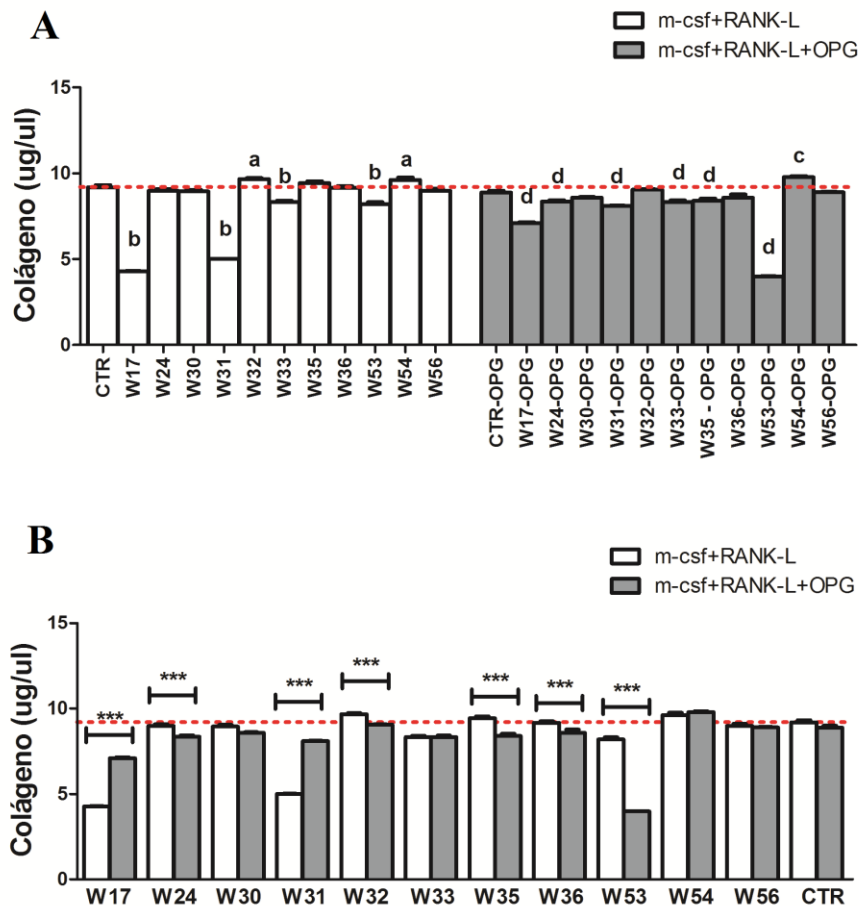 A
m-csf+RANK-L
m-csf+RANK-L+OPG
Colágeno (ug/ul)
15
10
5
0
b
b
a
b
b
a
d
d
d
d
d
d
c
CTR
W17
W24
W30
W31
W32
W33
W35
W36
W53
W54
W56
CTR-OPG
W17-OPG
W24-OPG
W30-OPG
W31-OPG
W32-OPG
W33-OPG
W35 - OPG
W36-OPG
W53-OPG
W54-OPG
W56-OPG
B
m-csf+RANK-L
m-csf+RANK-L+OPG
Colágeno (ug/ul)
15
10
5
0
***
***
***
***
***
***
***
W17 W24 W30 W31 W32 W33 W35 W36 W53 W54 W56 CTR